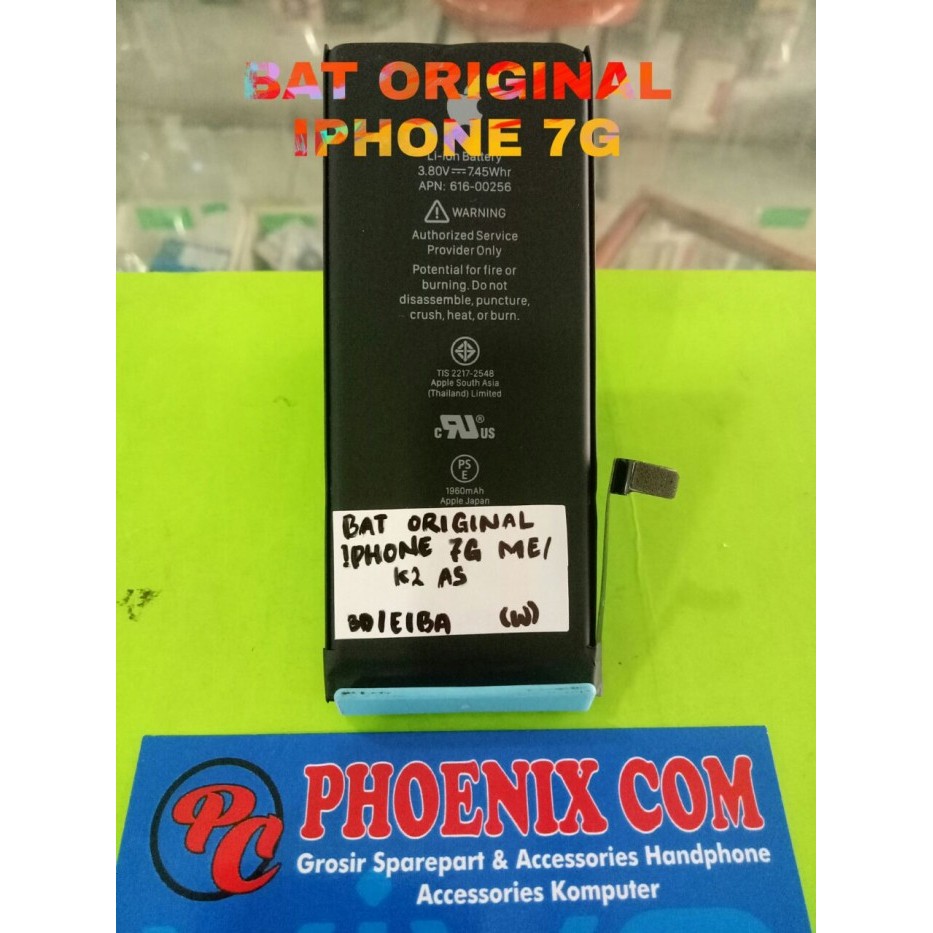 BAT ORIGINAL
IPHONE 7G
Li-ion Battery
3.80V 7.45Whr
APN: 616-00256
WARNING
Authorized Service
Provider Only
Potential for fire or
burning. Do not
disassemble, puncture,
crush, heat, or burn.
TIS 2217-2548
Apple South Asia
(Thailand) Limited
c RU® US
PS
E
1960mAh
Apple Japan
BAT ORIGINAL
IPHONE 7G ME/
K2 AS
BD/E/BA (W)
PC PHOENIX COM
Grosir Sparepart & Accessories Handphone
Accessories Komputer